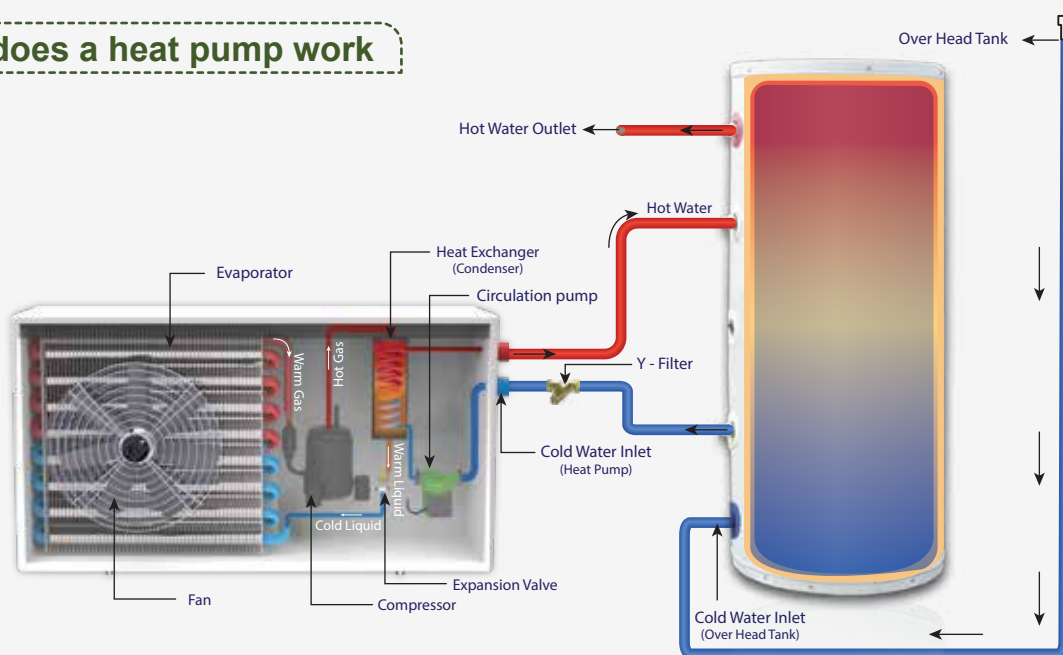 does a heat pump work
Over Head Tank
Hot Water Outlet
Hot Water
Heat Exchanger
(Condenser)
Evaporator
Circulation pump
Y - Filter
Warm Gas
Hot Gas
Warm Liquid
Cold Liquid
Cold Water Inlet
(Heat Pump)
Expansion Valve
Compressor
Fan
Cold Water Inlet
(Over Head Tank)